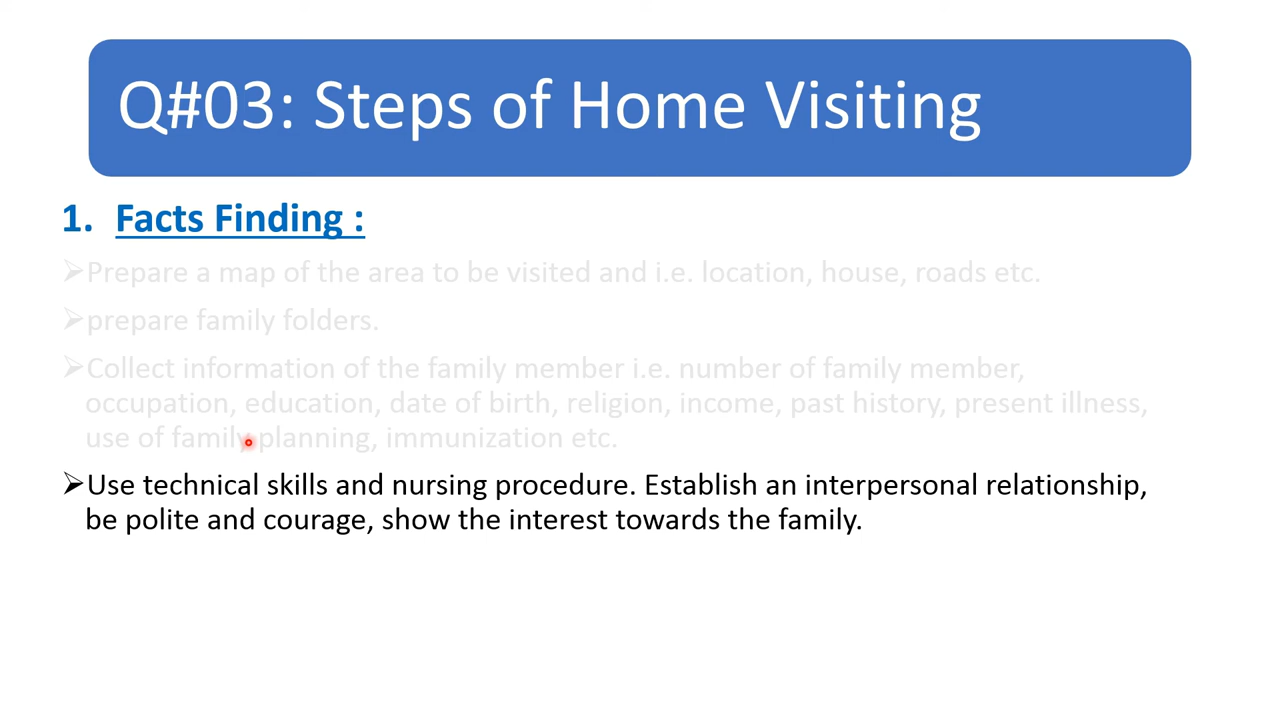 Q#03: Steps of Home Visiting
1. Facts Finding :
➢Prepare a map of the area to be visited and i.e. location, house, roads etc.
➢prepare family folders.
➢Collect information of the family member i.e. number of family member,
occupation, education, date of birth, religion, income, past history, present illness,
use of family planning, immunization etc.
➢Use technical skills and nursing procedure. Establish an interpersonal relationship,
be polite and courage, show the interest towards the family.